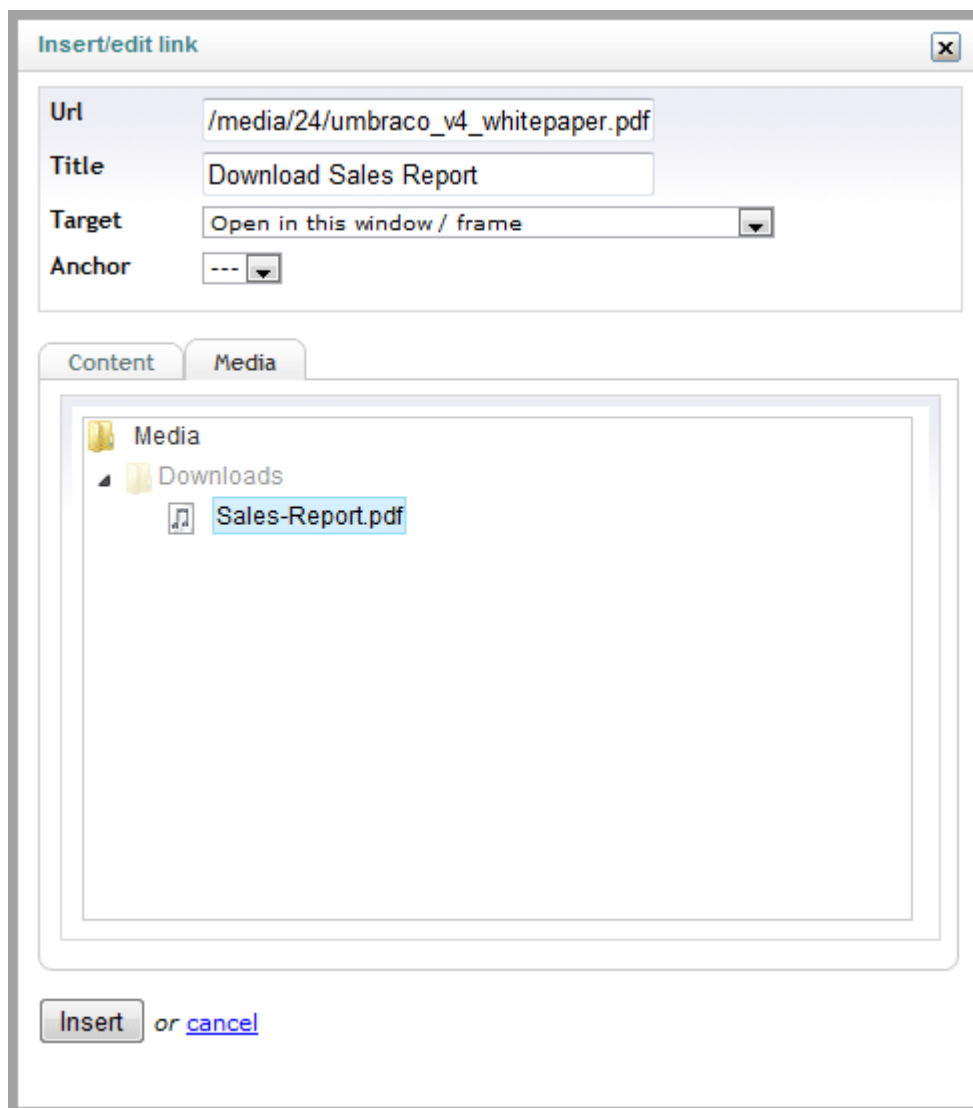 Insert/edit link
Url /media/24/umbraco_v4_whitepaper.pdf
Title Download Sales Report
Target Open in this window / frame
Anchor ---
Content Media
Media
Downloads
Sales-Report.pdf
Insert or cancel